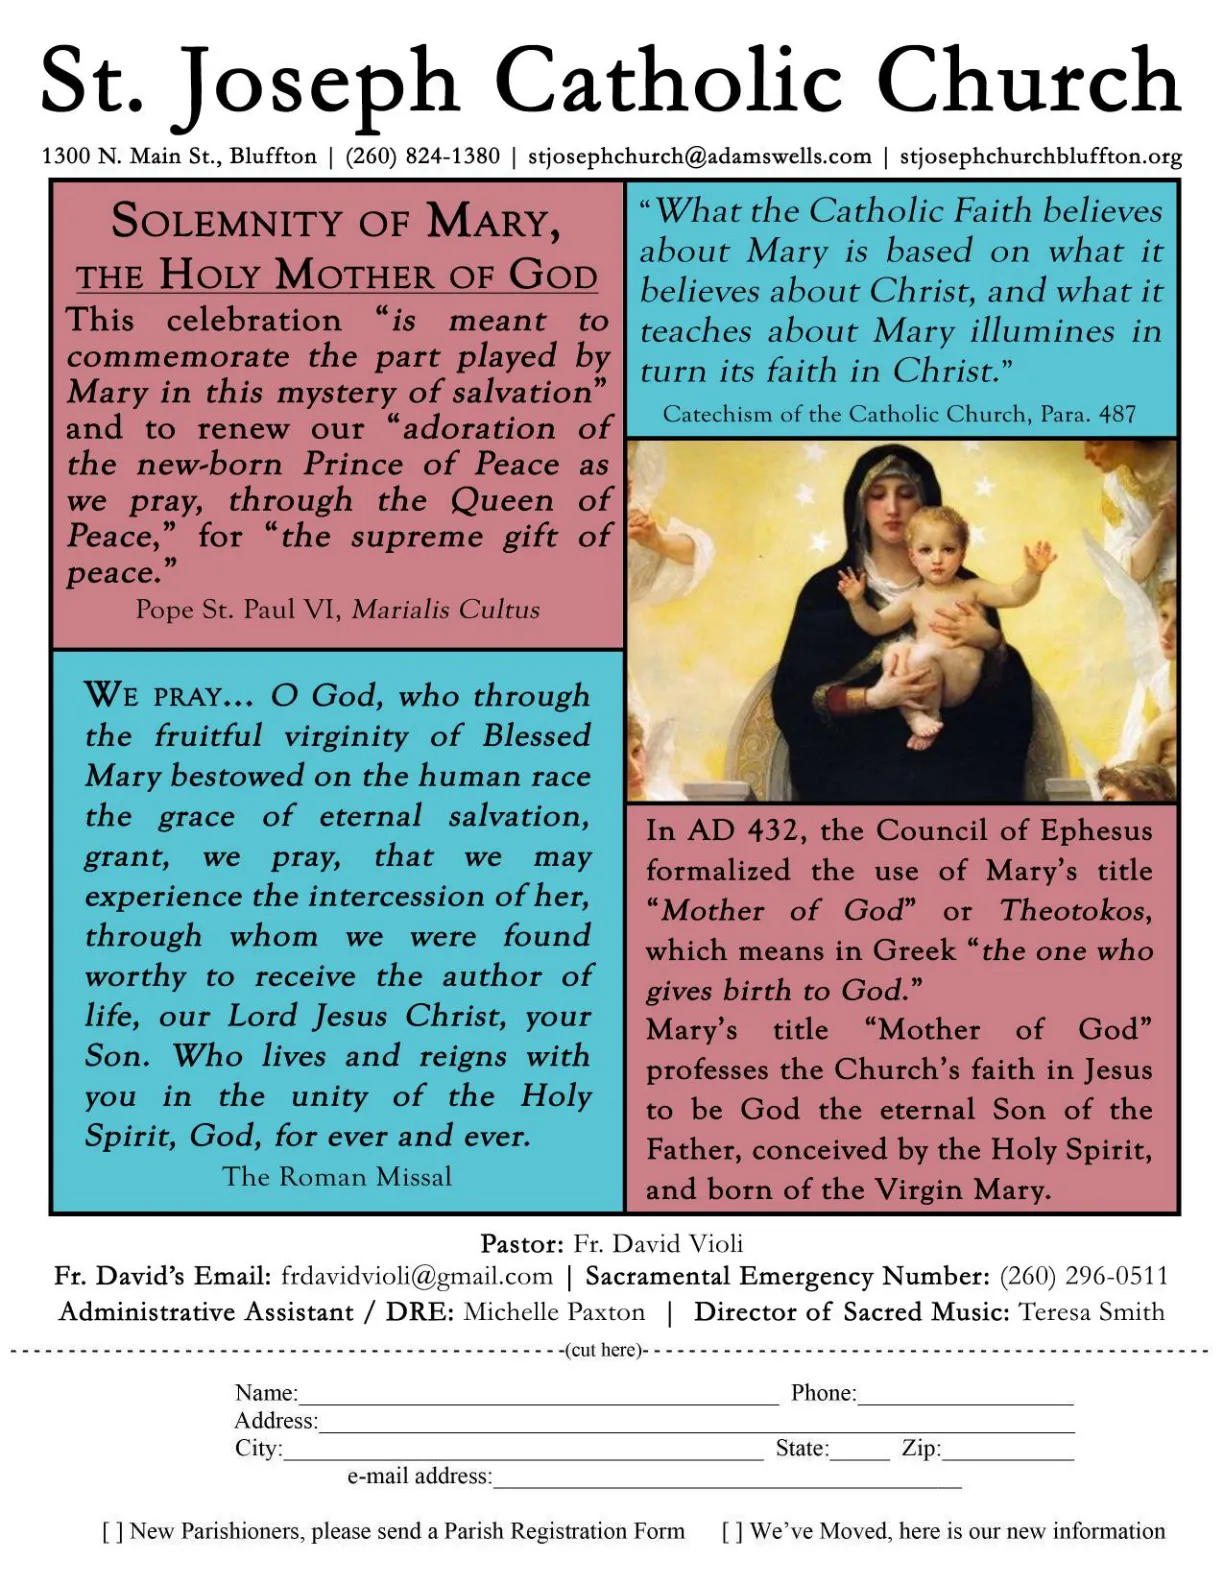 St. Joseph Catholic Church
1300 N. Main St., Bluffton | (260) 824-1380 | stjosephchurch@adamswells.com | stjosephchurchbluffton.org
SOLEMNITY OF MARY,
THE HOLY MOTHER OF GOD
This celebration “is meant to
commemorate the part played by
Mary in this mystery of salvation”
and to renew our “adoration of
the new-born Prince of Peace as
we pray, through the Queen of
Peace,” for “the supreme gift of
peace.”
Pope St. Paul VI, Marialis Cultus
WE PRAY... O God, who through
the fruitful virginity of Blessed
Mary bestowed on the human race
the grace of eternal salvation,
grant, we pray, that we may
experience the intercession of her,
through whom we were found
worthy to receive the author of
life, our Lord Jesus Christ, your
Son. Who lives and reigns with
you in the unity of the Holy
Spirit, God, for ever and ever.
The Roman Missal
“What the Catholic Faith believes
about Mary is based on what it
believes about Christ, and what it
teaches about Mary illumines in
turn its faith in Christ.”
Catechism of the Catholic Church, Para. 487
In AD 432, the Council of Ephesus
formalized the use of Mary’s title
“Mother of God” or Theotokos,
which means in Greek “the one who
gives birth to God.”
Mary’s title “Mother of God”
professes the Church’s faith in Jesus
to be God the eternal Son of the
Father, conceived by the Holy Spirit,
and born of the Virgin Mary.
Pastor: Fr. David Violi
Fr. David’s Email: frdavidvioli@gmail.com | Sacramental Emergency Number: (260) 296-0511
Administrative Assistant / DRE: Michelle Paxton | Director of Sacred Music: Teresa Smith
(cut here)
Name: Phone:
Address:
City: State: Zip:
e-mail address:
[ ] New Parishioners, please send a Parish Registration Form [ ] We’ve Moved, here is our new information